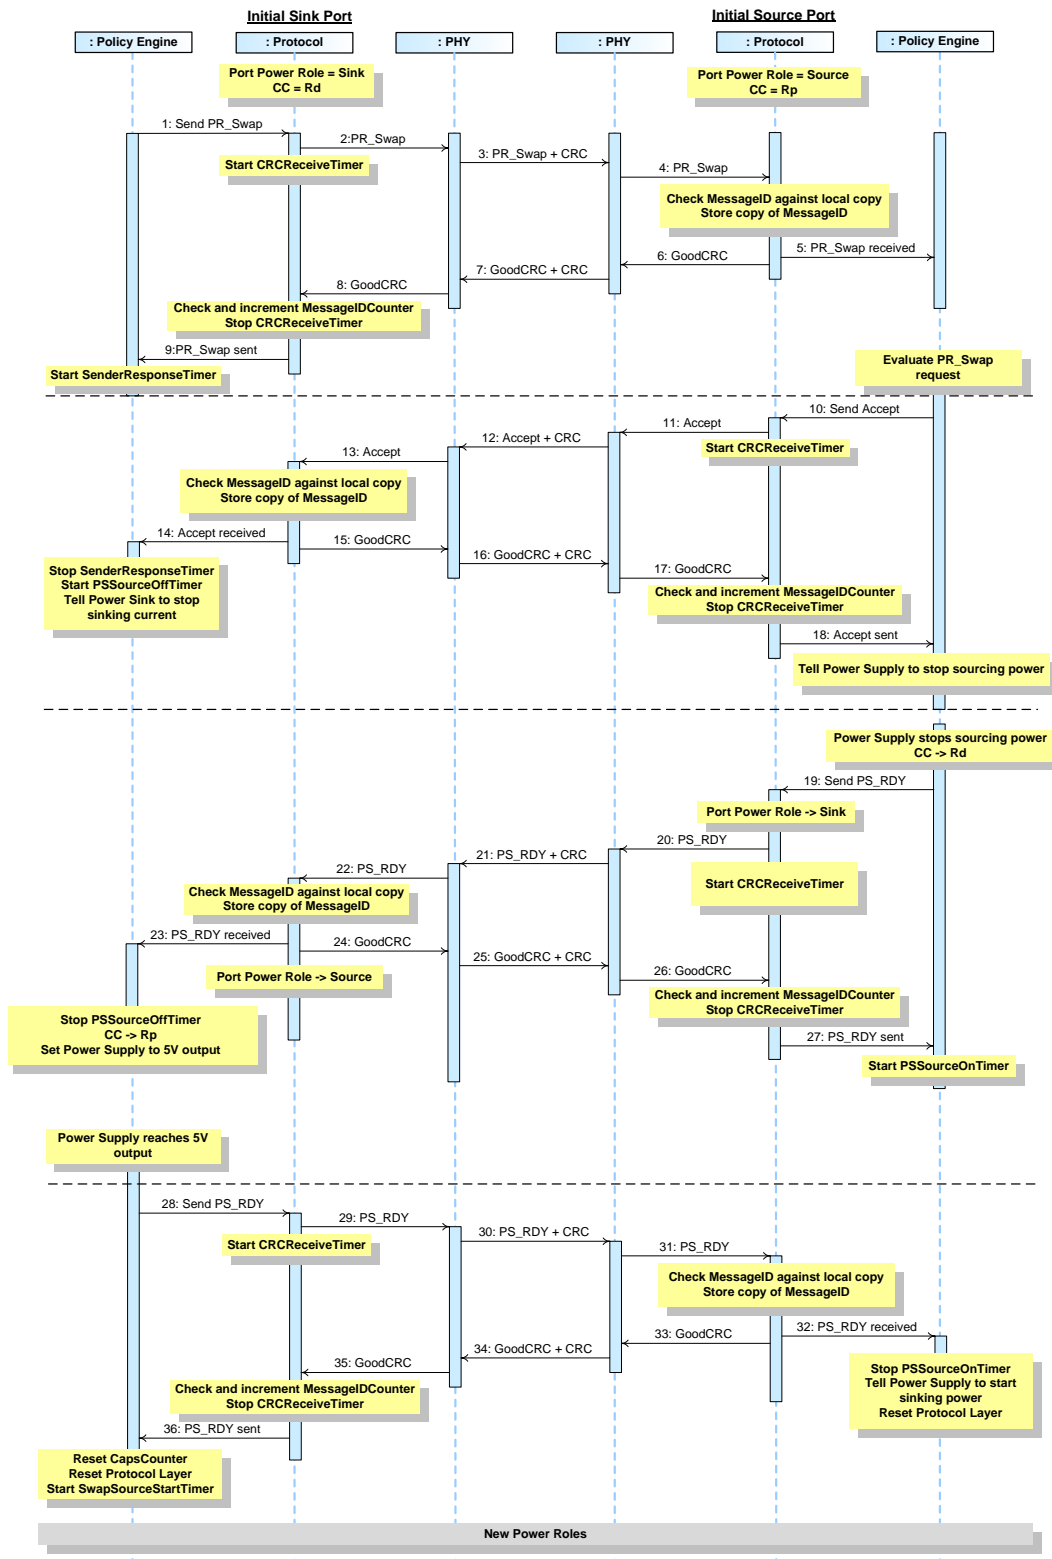 Initial Sink Port
Initial Source Port
: Policy Engine
: Protocol
: PHY
: PHY
: Protocol
: Policy Engine
Port Power Role = Sink
CC = Rd
Port Power Role = Source
CC = Rp
1: Send PR_Swap
2:PR_Swap
Start CRCReceiveTimer
3: PR_Swap + CRC
4: PR_Swap
Check MessageID against local copy
Store copy of MessageID
5: PR_Swap received
6: GoodCRC
7: GoodCRC + CRC
8: GoodCRC
Check and increment MessageIDCounter
Stop CRCReceiveTimer
9:PR_Swap sent
Start SenderResponseTimer
Evaluate PR_Swap
request
10: Send Accept
11: Accept
Start CRCReceiveTimer
12: Accept + CRC
13: Accept
Check MessageID against local copy
Store copy of MessageID
14: Accept received
15: GoodCRC
16: GoodCRC + CRC
17: GoodCRC
Stop SenderResponseTimer
Start PSSourceOffTimer
Tell Power Sink to stop
sinking current
Check and increment MessageIDCounter
Stop CRCReceiveTimer
18: Accept sent
Tell Power Supply to stop sourcing power
Power Supply stops sourcing power
CC -> Rd
19: Send PS_RDY
Port Power Role -> Sink
20: PS_RDY
21: PS_RDY + CRC
22: PS_RDY
Start CRCReceiveTimer
Check MessageID against local copy
Store copy of MessageID
23: PS_RDY received
24: GoodCRC
25: GoodCRC + CRC
26: GoodCRC
Port Power Role -> Source
Check and increment MessageIDCounter
Stop CRCReceiveTimer
Stop PSSourceOffTimer
CC -> Rp
Set Power Supply to 5V output
27: PS_RDY sent
Start PSSourceOnTimer
Power Supply reaches 5V
output
28: Send PS_RDY
29: PS_RDY
Start CRCReceiveTimer
30: PS_RDY + CRC
31: PS_RDY
Check MessageID against local copy
Store copy of MessageID
32: PS_RDY received
33: GoodCRC
34: GoodCRC + CRC
35: GoodCRC
Stop PSSourceOnTimer
Tell Power Supply to start
sinking power
Reset Protocol Layer
Check and increment MessageIDCounter
Stop CRCReceiveTimer
36: PS_RDY sent
Reset CapsCounter
Reset Protocol Layer
Start SwapSourceStartTimer
New Power Roles